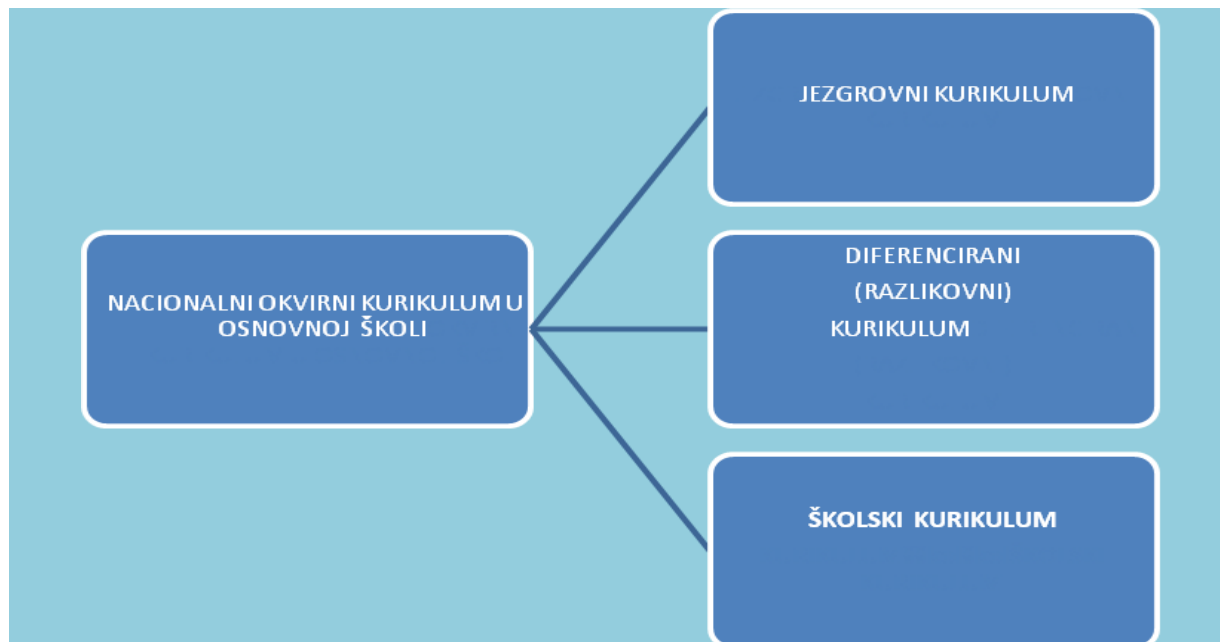 JEZGROVNI KURIKULUM
NACIONALNI OKVIRNI KURIKULUM U
OSNOVNOJ ŠKOLI
DIFERENCIRANI
(RAZLIKOVNI)
KURIKULUM
ŠKOLSKI KURIKULUM